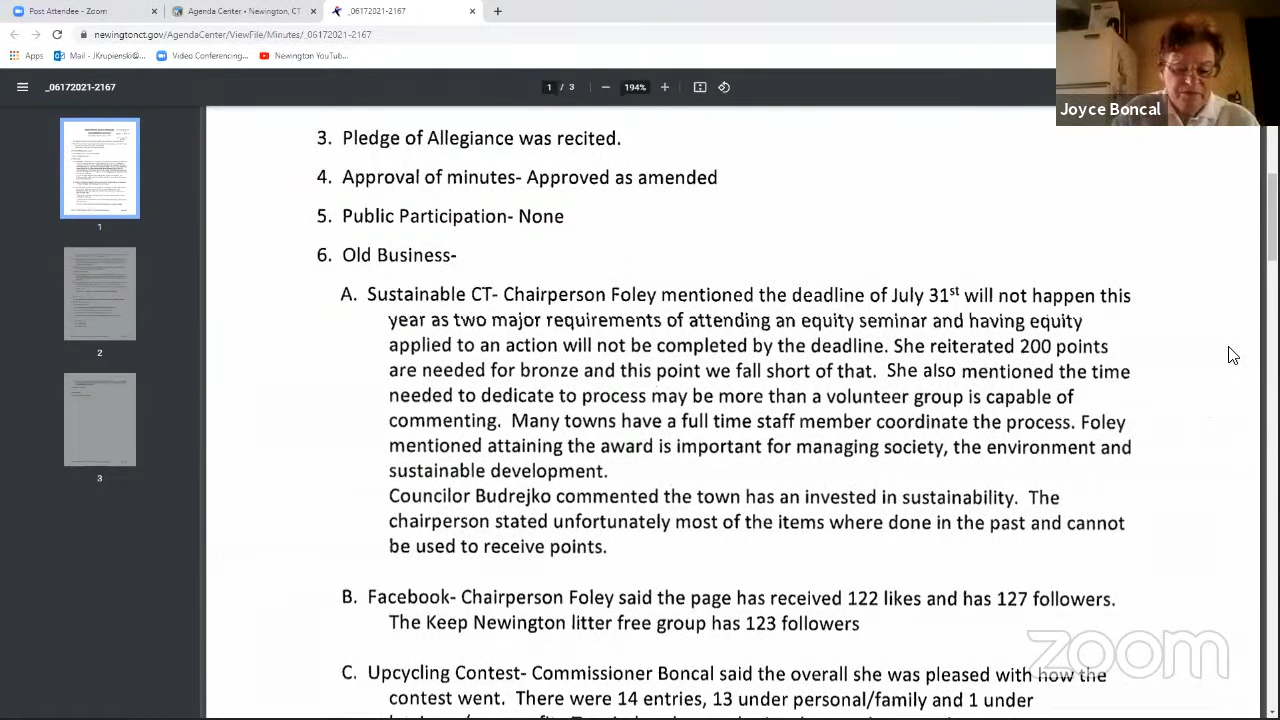 Post Attendee - Zoom
Agenda Center • Newington, CT
_06172021-2167
newingtonct.gov/AgendaCenter/ViewFile/Minutes/_06172021-2167
Apps
Mail - JKrupienski@...
Video Conferencing...
Newington YouTub...
_06172021-2167
1 / 3
194%
Joyce Boncal
1
2
3
3. Pledge of Allegiance was recited.
4. Approval of minutes- Approved as amended
5. Public Participation- None
6. Old Business-
A. Sustainable CT- Chairperson Foley mentioned the deadline of July 31st will not happen this
year as two major requirements of attending an equity seminar and having equity
applied to an action will not be completed by the deadline. She reiterated 200 points
are needed for bronze and this point we fall short of that. She also mentioned the time
needed to dedicate to process may be more than a volunteer group is capable of
commenting. Many towns have a full time staff member coordinate the process. Foley
mentioned attaining the award is important for managing society, the environment and
sustainable development.
Councilor Budrejko commented the town has an invested in sustainability. The
chairperson stated unfortunately most of the items where done in the past and cannot
be used to receive points.
B. Facebook- Chairperson Foley said the page has received 122 likes and has 127 followers.
The Keep Newington litter free group has 123 followers
C. Upcycling Contest- Commissioner Boncal said the overall she was pleased with how the
contest went. There were 14 entries, 13 under personal/family and 1 under
zoom